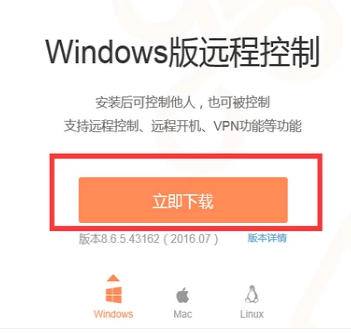 Windows版远程控制
安装后可控制他人，也可被控制
支持远程控制、远程开机、VPN功能等功能
立即下载
版本8.6.5.43162（2016.07） 版本详情
Windows Mac Linux